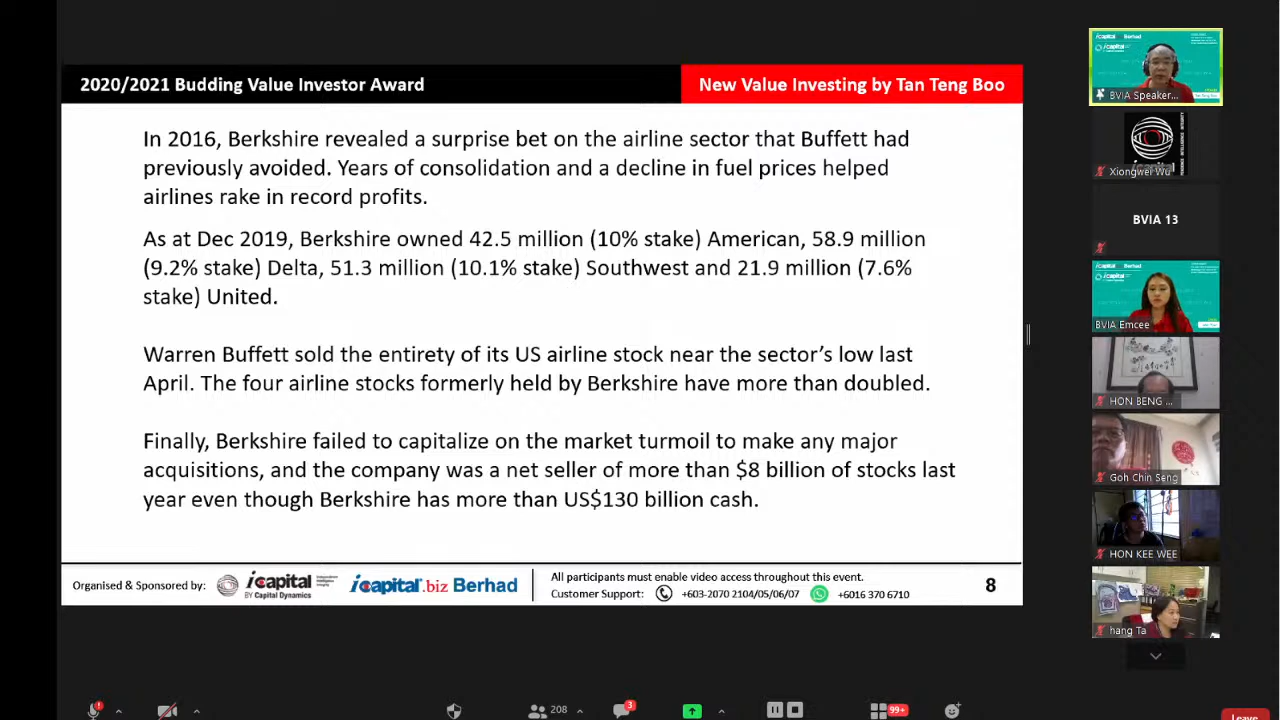 2020/2021 Budding Value Investor Award
New Value Investing by Tan Teng Boo
In 2016, Berkshire revealed a surprise bet on the airline sector that Buffett had
previously avoided. Years of consolidation and a decline in fuel prices helped
airlines rake in record profits.
As at Dec 2019, Berkshire owned 42.5 million (10% stake) American, 58.9 million
(9.2% stake) Delta, 51.3 million (10.1% stake) Southwest and 21.9 million (7.6%
stake) United.
Warren Buffett sold the entirety of its US airline stock near the sector's low last
April. The four airline stocks formerly held by Berkshire have more than doubled.
Finally, Berkshire failed to capitalize on the market turmoil to make any major
acquisitions, and the company was a net seller of more than $8 billion of stocks last
year even though Berkshire has more than US$130 billion cash.
Organised & Sponsored by:
icapital
BY Capital Dynamics
icapital.biz Berhad
All participants must enable video access throughout this event.
Customer Support: +603-2070 2104/05/06/07 +6016 370 6710
8
icapital Berhad
BVIA Speaker...
Xiongwei Wu
BVIA 13
icapital Berhad
BVIA Emcee
HON BENG ...
Goh Chin Seng
HON KEE WEE
hang Ta
208
3
99+
Leave